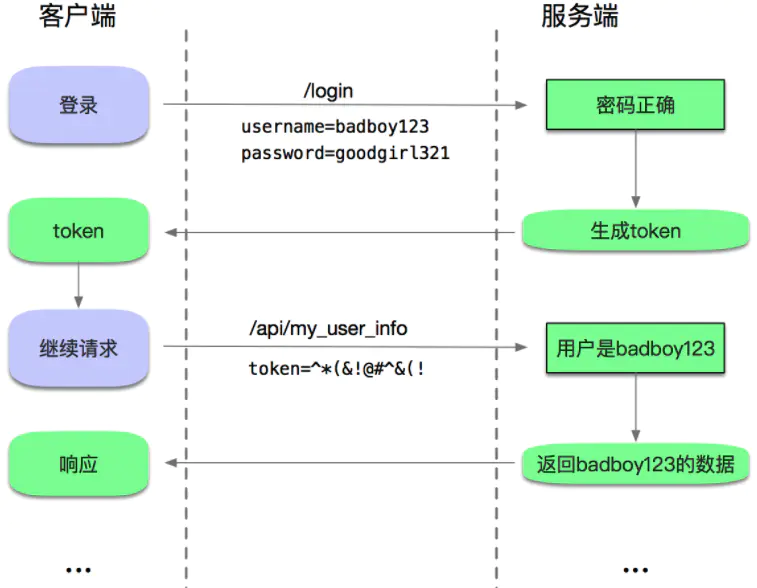 客户端
服务端
登录
/login
username=badboy123
password=goodgirl321
密码正确
token
生成token
继续请求
/api/my_user_info
token=^*(&!@#^&(!
用户是badboy123
响应
返回badboy123的数据
...
...